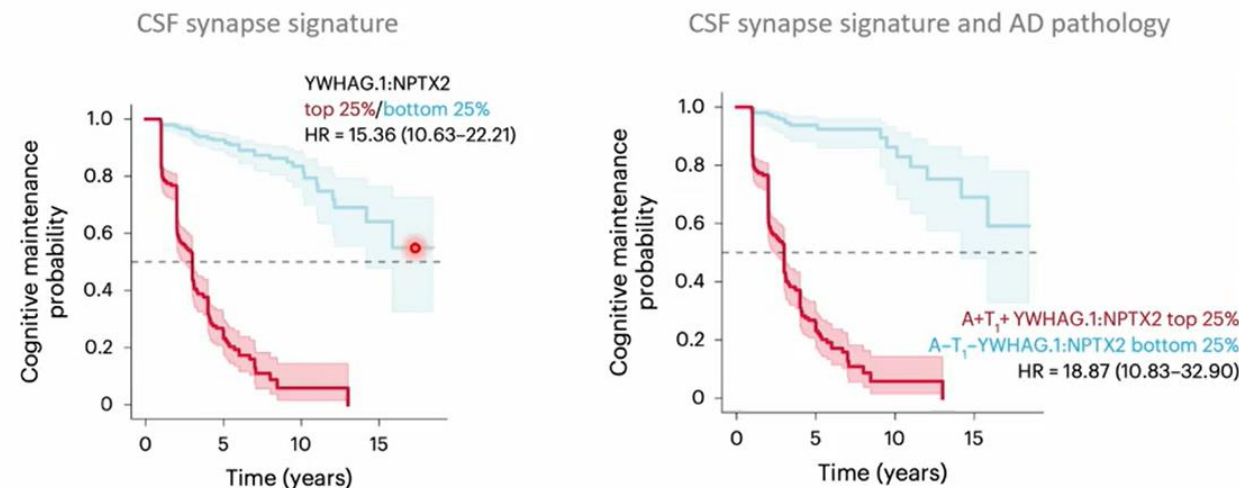 CSF synapse signature
YWHAG.1:NPTX2
top 25%/bottom 25%
HR = 15.36 (10.63–22.21)
Cognitive maintenance
probability
1.0
0.8
0.6
0.4
0.2
0
0 5 10 15
Time (years)
CSF synapse signature and AD pathology
Cognitive maintenance
probability
1.0
0.8
0.6
0.4
0.2
0
A+T₁+YWHAG.1:NPTX2 top 25%
A−T₁−YWHAG.1:NPTX2 bottom 25%
HR = 18.87 (10.83–32.90)
0 5 10 15
Time (years)